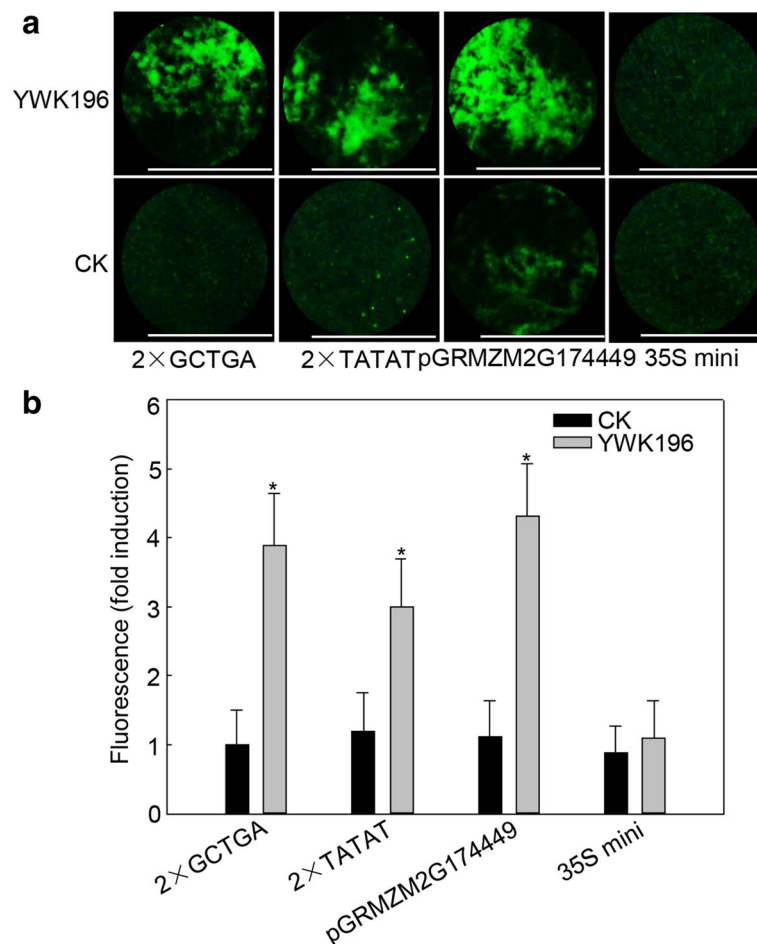 a
YWK196
CK
2×GCTGA 2×TATAT pGRMZM2G174449 35S mini
b
Fluorescence (fold induction)
6
5
4
3
2
1
0
CK
YWK196
*
*
*
2×GCTGA
2×TATAT
pGRMZM2G174449
35S mini